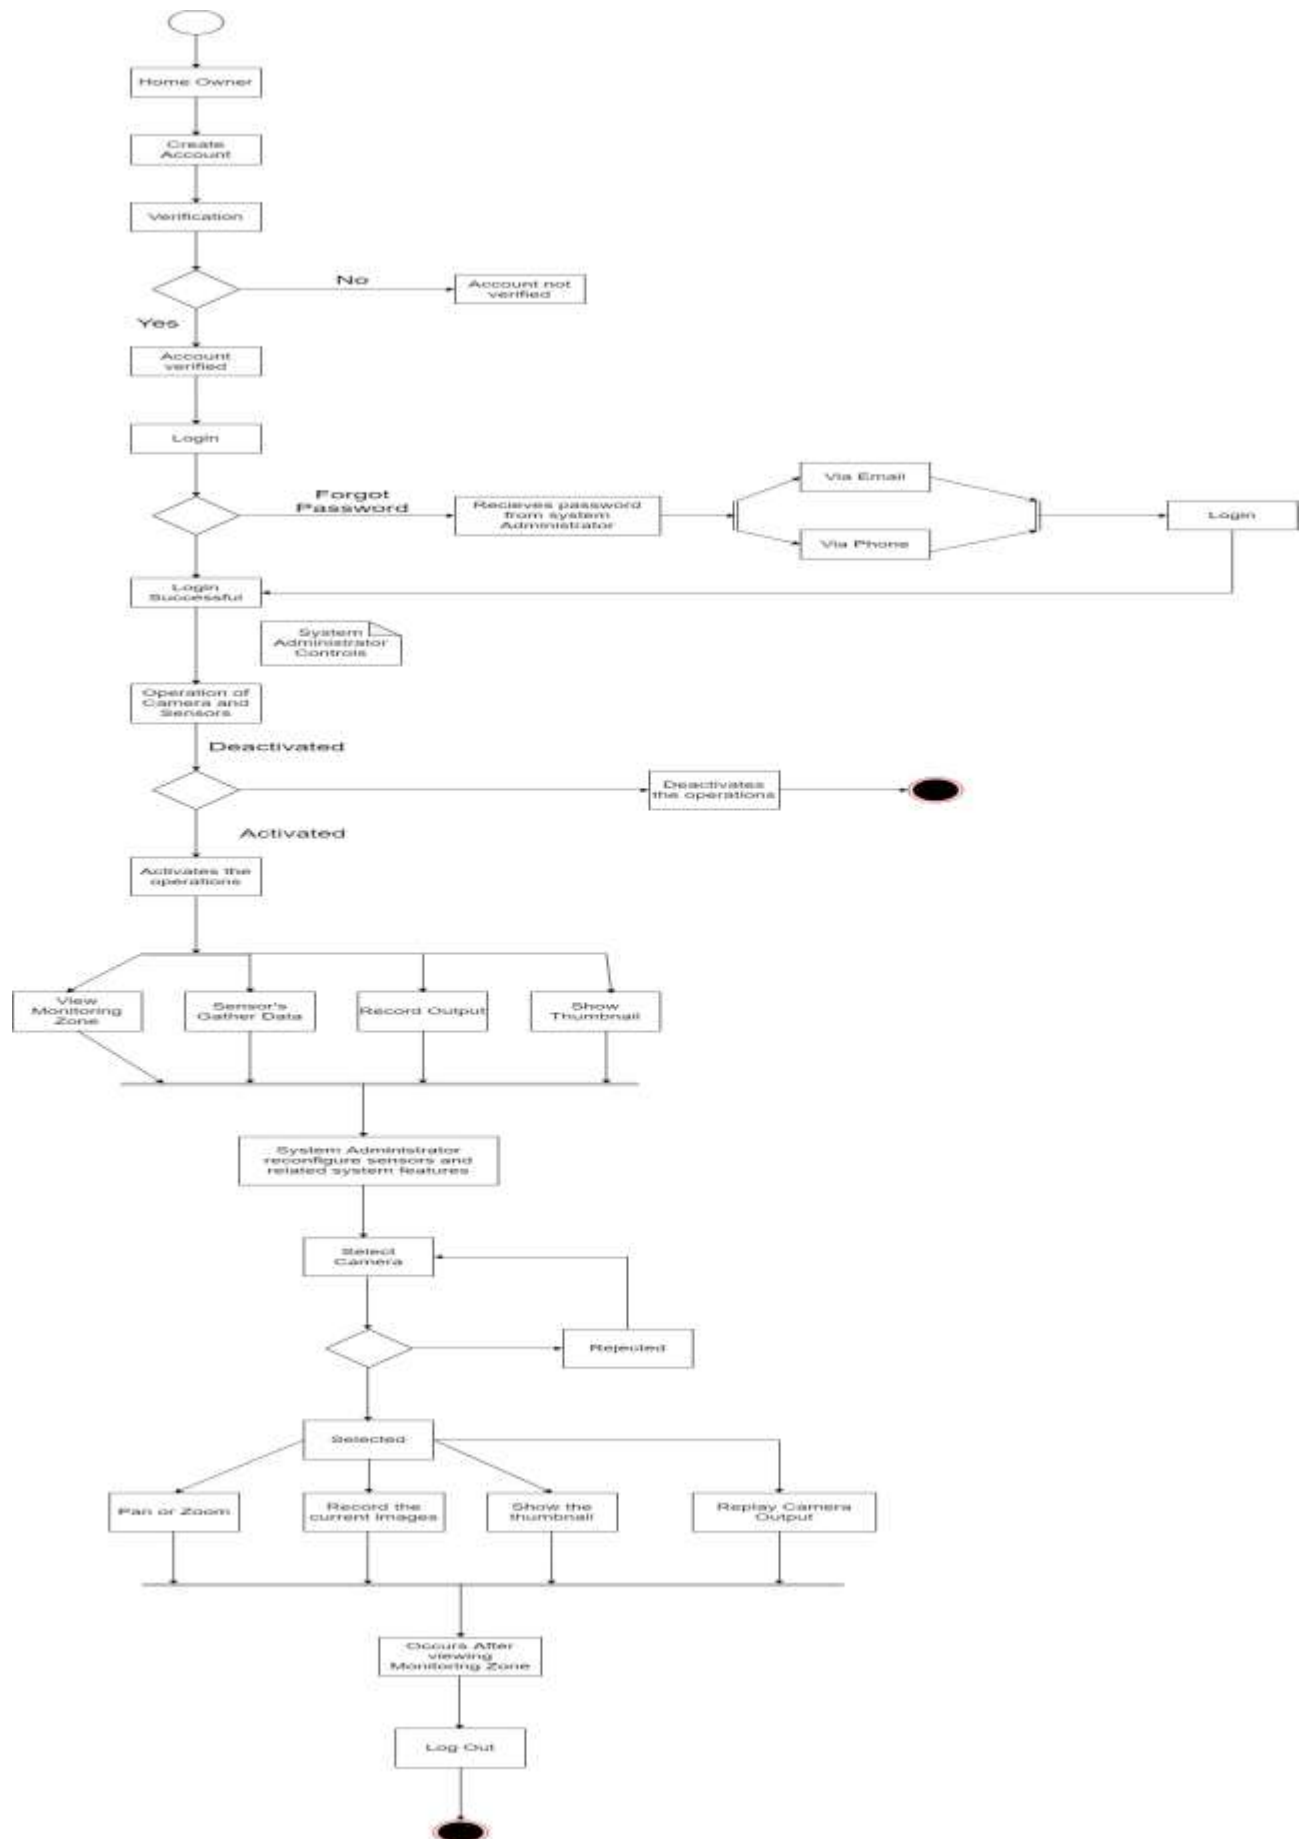 Home Owner
Create
Account
Verification
No
Account not
verified
Yes
Account
verified
Login
Forgot
Password
Recieves password
from system
Administrator
Via Email
Via Phone
Login
Login
Successful
System
Administrator
Controls
Operation of
Camera and
Sensors
Deactivated
Deactivates
the operations
Activated
Activates the
operations
View
Monitoring
Zone
Sensor's
Gather Data
Record Output
Show
Thumbnail
System Administrator
reconfigure sensors and
related system features
Select
Camera
Rejected
Selected
Pan or Zoom
Record the
current Images
Show the
thumbnail
Replay Camera
Output
Occurs After
viewing
Monitoring Zone
Log Out